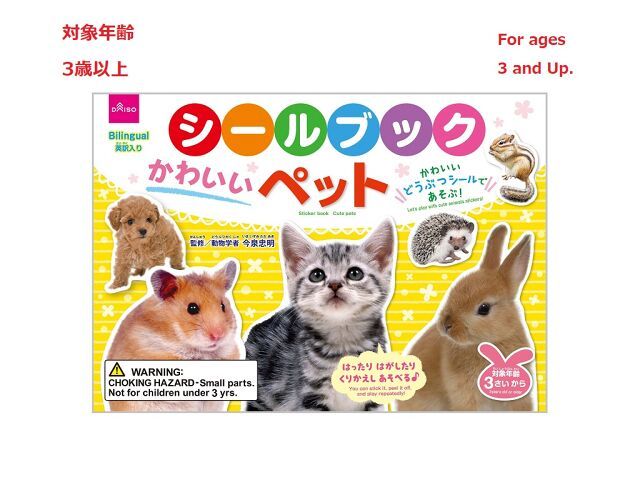 対象年齢
3歳以上
For ages
3 and Up.
DAISO
Bilingual
英訳入り
シールブック
かわいい
ペット
Sticker book Cute pets
かわいい
どうぶつシールで
あそぶ!
Let's play with cute animals stickers!
監修/動物学者 今泉忠明
はったり はがしたり
くりかえし あそべる♪
You can stick it, peel it off,
and play repeatedly!
WARNING:
CHOKING HAZARD-Small parts.
Not for children under 3 yrs.
対象年齢
3さいから